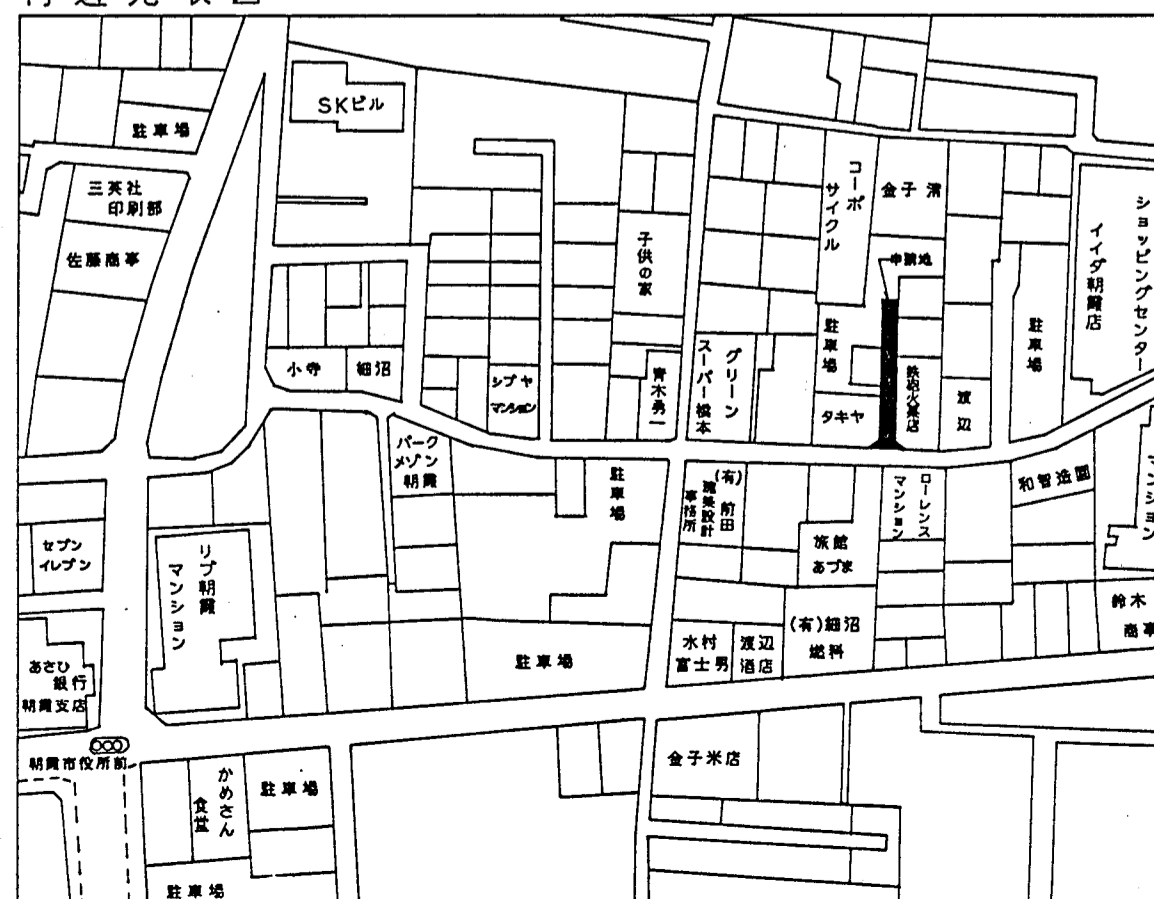 SKビル
駐車場
三英社
印刷部
佐藤商事
コーポ
サイクル
金子 清
申請地
子供の家
ショッピングセンター
イイダ朝霞店
駐車場
駐車場
グリーン
スーパー橋本
小寺
細沼
シブヤ
マンション
青木勇一
タキヤ
鉄砲火薬店
渡辺
パーク
メゾン
朝霞
駐車場
(有)前田
建築設計
事務所
ローレンス
マンション
和智造園
マンション
旅館
あづま
セブン
イレブン
リブ朝霞
マンション
鈴木
商事
(有)細沼
燃料
水村
富士男
渡辺
酒店
駐車場
あさひ
銀行
朝霞支店
朝霞市役所前
金子米店
かめさん
食堂
駐車場
駐車場